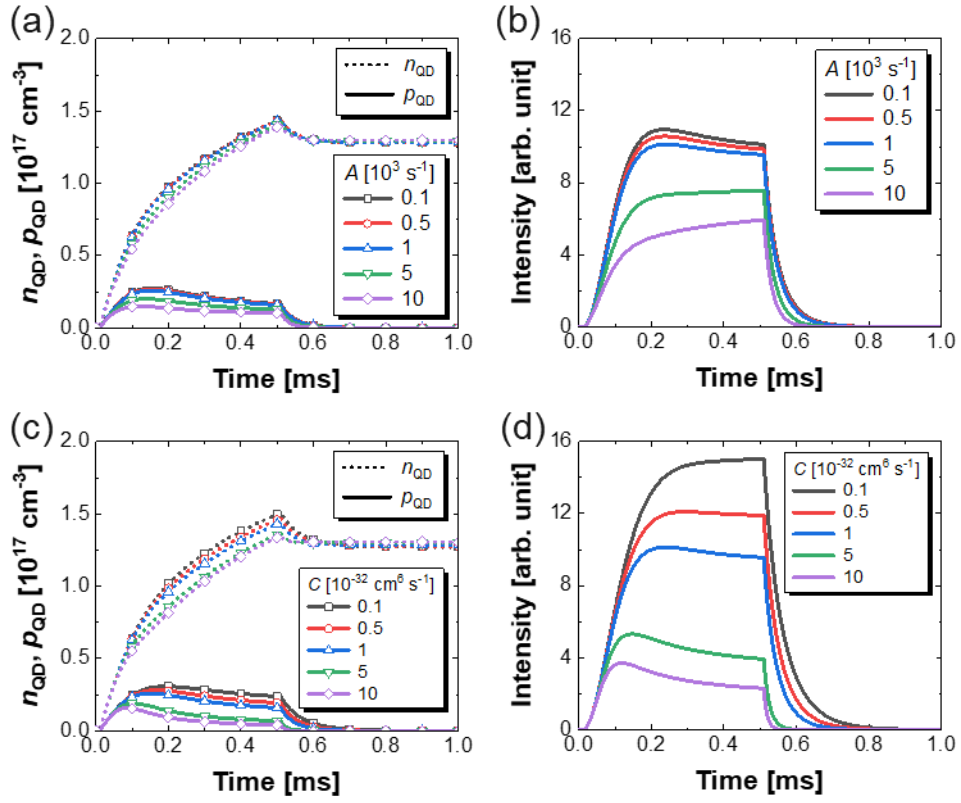 (a)
n_QD, p_QD [10^17 cm^-3]
2.0
1.5
1.0
0.5
0.0
0.0 0.2 0.4 0.6 0.8 1.0
Time [ms]
n_QD
p_QD
A [10^3 s^-1]
0.1
0.5
1
5
10
(b)
Intensity [arb. unit]
16
12
8
4
0
0.0 0.2 0.4 0.6 0.8 1.0
Time [ms]
A [10^3 s^-1]
0.1
0.5
1
5
10
(c)
n_QD, p_QD [10^17 cm^-3]
2.0
1.5
1.0
0.5
0.0
0.0 0.2 0.4 0.6 0.8 1.0
Time [ms]
n_QD
p_QD
C [10^-32 cm^6 s^-1]
0.1
0.5
1
5
10
(d)
Intensity [arb. unit]
16
12
8
4
0
0.0 0.2 0.4 0.6 0.8 1.0
Time [ms]
C [10^-32 cm^6 s^-1]
0.1
0.5
1
5
10